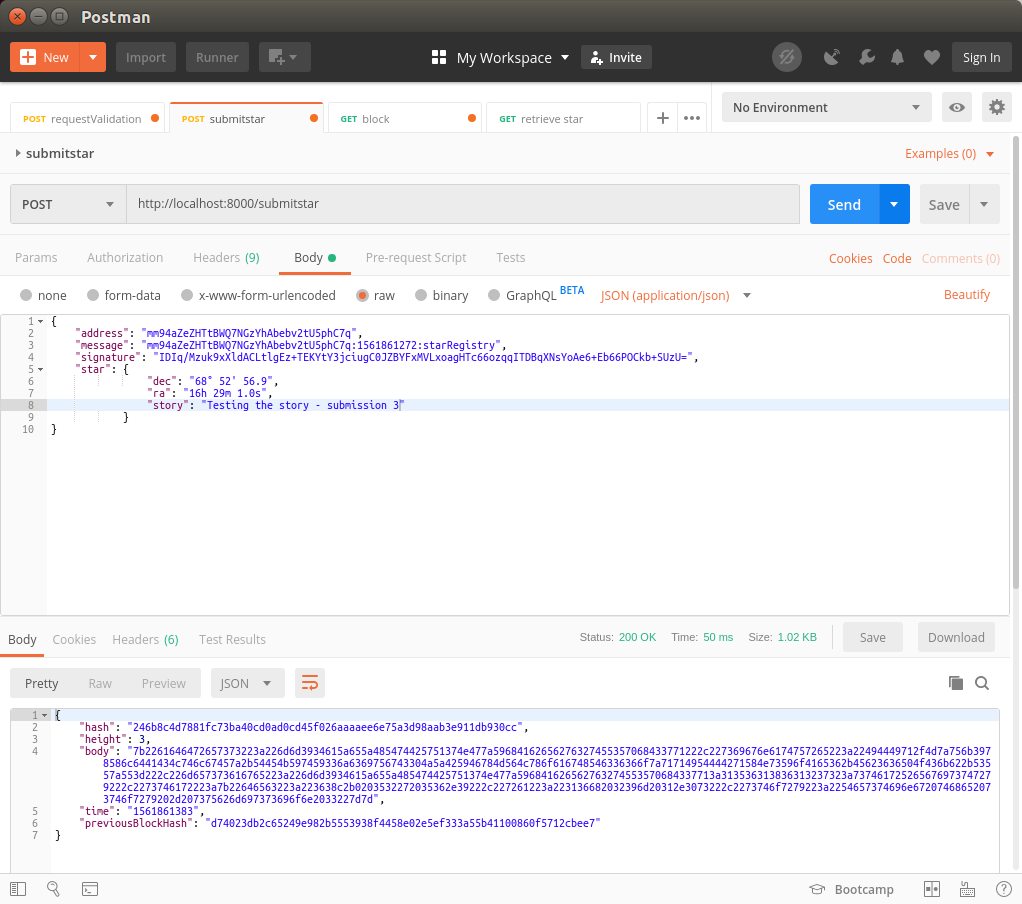 Postman
New Import Runner My Workspace Invite Sign In
POST requestValidation POST submitstar GET block GET retrieve star + ••• No Environment
submitstar Examples (0)
POST http://localhost:8000/submitstar Send Save
Params Authorization Headers (9) Body Pre-request Script Tests Cookies Code Comments (0)
none form-data x-www-form-urlencoded raw binary GraphQL BETA JSON (application/json) Beautify
1 {
2 "address": "mm94aZeZHTtBWQ7NGzYhAbebv2tU5phC7q",
3 "message": "mm94aZeZHTtBWQ7NGzYhAbebv2tU5phC7q:1561861272:starRegistry",
4 "signature": "IDIq/Mzuk9xXldACLtlgEz+TEKYtY3jciugC0JZBYFxMVLxoagHTc66ozqqITDBqXNsYoAe6+Eb66POCkb+SUzU=",
5 "star": {
6 "dec": "68° 52' 56.9",
7 "ra": "16h 29m 1.0s",
8 "story": "Testing the story - submission 3"
9 }
10 }
Body Cookies Headers (6) Test Results Status: 200 OK Time: 50 ms Size: 1.02 KB Save Download
Pretty Raw Preview JSON
1 {
2 "hash": "246b8c4d7881fc73ba40cd0ad0cd45f026aaaaee6e75a3d98aab3e911db930cc",
3 "height": 3,
4 "body":
5 "time": "1561861383",
6 "previousBlockHash": "d74023db2c65249e982b5553938f4458e02e5ef333a55b41100860f5712cbee7"
7 }
Bootcamp